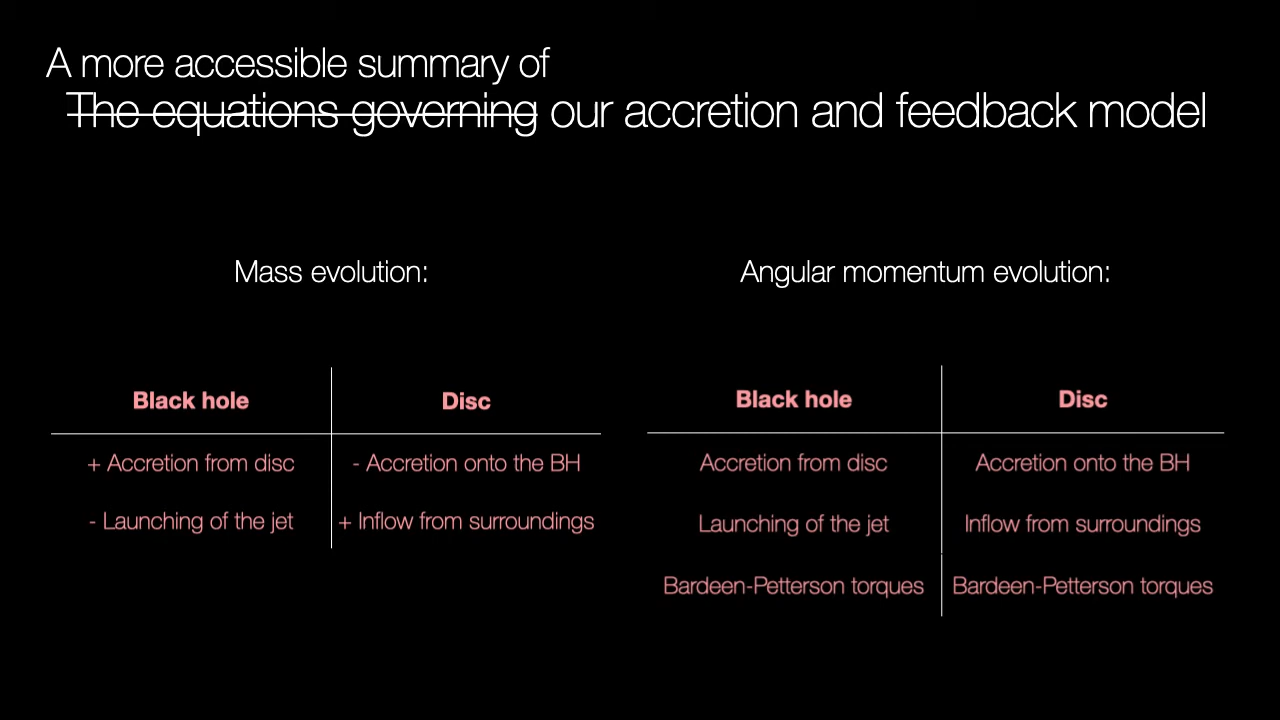 A more accessible summary of
The equations governing our accretion and feedback model
Mass evolution:
Black hole
Disc
+ Accretion from disc
- Accretion onto the BH
- Launching of the jet
+ Inflow from surroundings
Angular momentum evolution:
Black hole
Disc
Accretion from disc
Accretion onto the BH
Launching of the jet
Inflow from surroundings
Bardeen-Petterson torques
Bardeen-Petterson torques